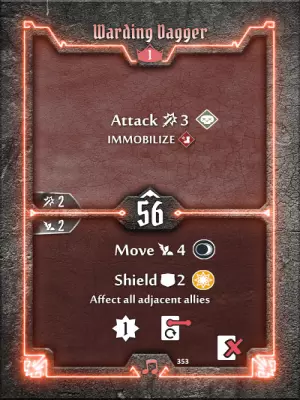 Warding Dagger
1
Attack 3
IMMOBILIZE
2
56
2
Move 4
Shield 2
Affect all adjacent allies
1
353